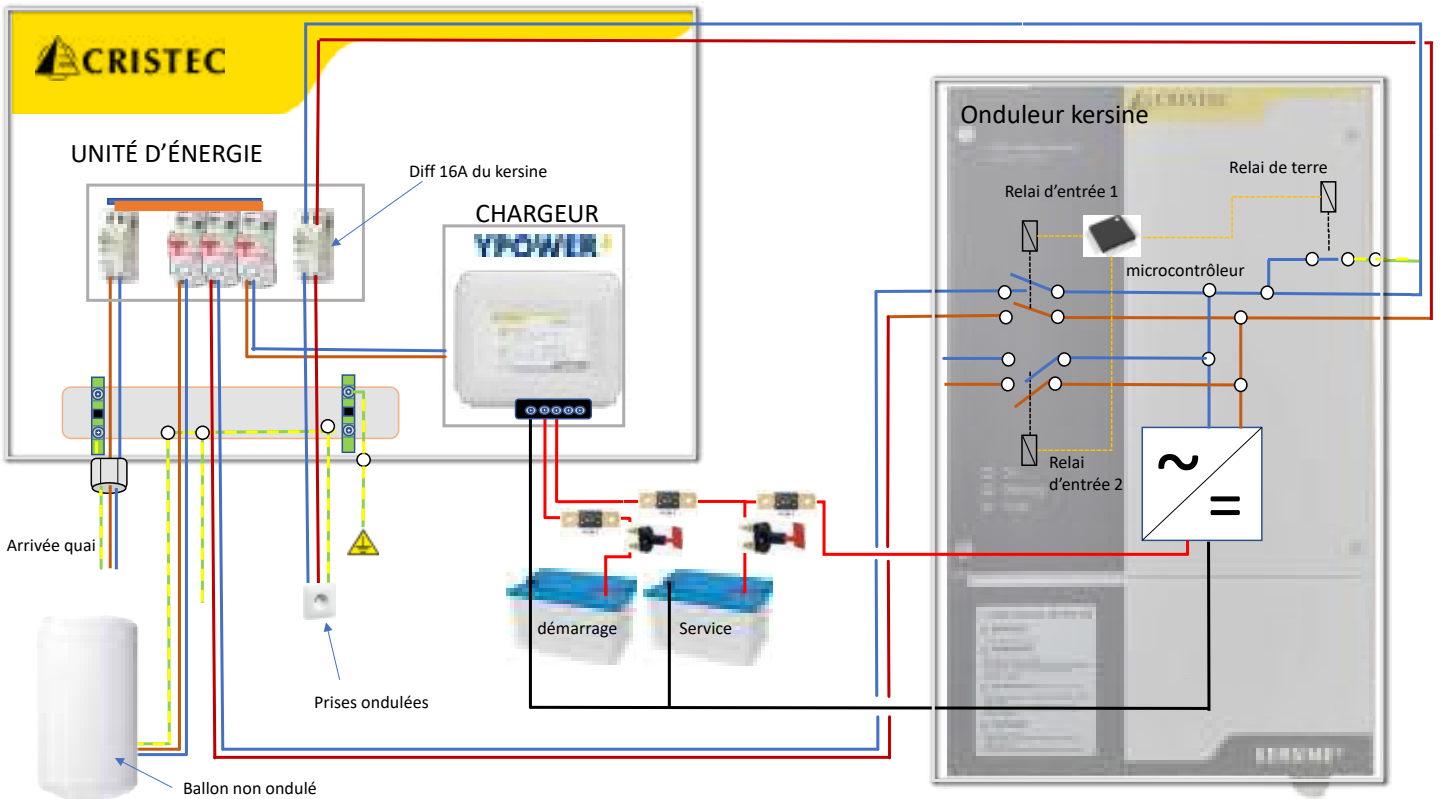 CRISTEC
UNITÉ D'ÉNERGIE
Diff 16A du kersine
CHARGEUR
YPOWER
Arrivée quai
Prises ondulées
Ballon non ondulé
démarrage
Service
CRISTEC
Onduleur kersine
Relai de terre
Relai d'entrée 1
microcontrôleur
Relai
d'entrée 2